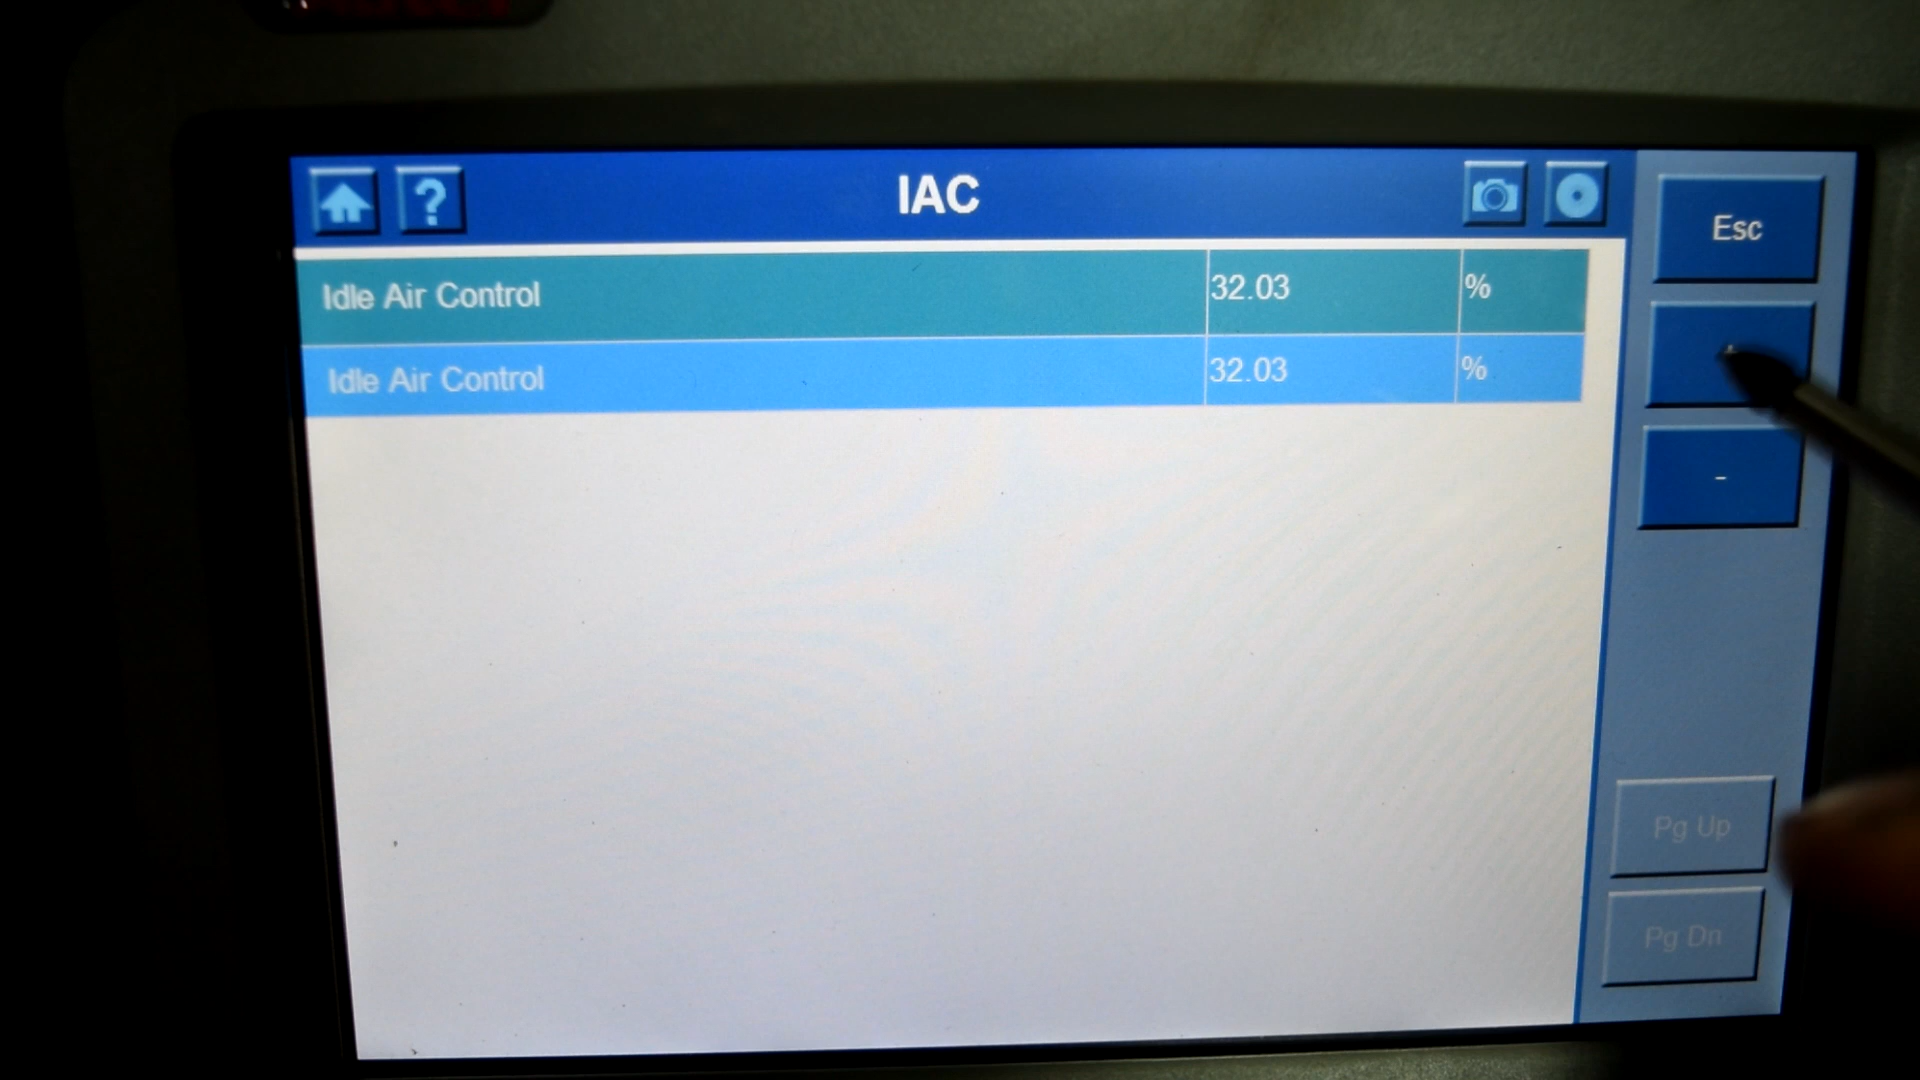 IAC
Esc
Idle Air Control 32.03 %
Idle Air Control 32.03 %
-
Pg Up
Pg Dn